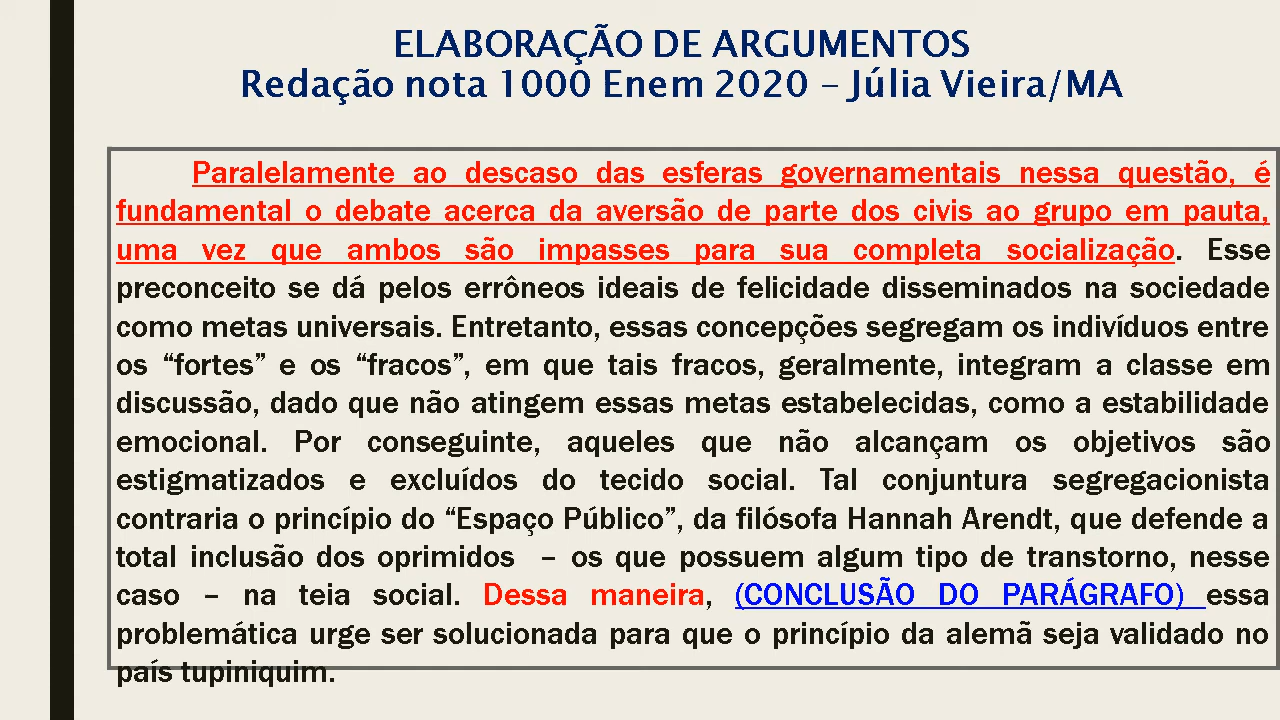 ELABORAÇÃO DE ARGUMENTOS
Redação nota 1000 Enem 2020 – Júlia Vieira/MA
Paralelamente ao descaso das esferas governamentais nessa questão, é
fundamental o debate acerca da aversão de parte dos civis ao grupo em pauta,
uma vez que ambos são impasses para sua completa socialização. Esse
preconceito se dá pelos errôneos ideais de felicidade disseminados na sociedade
como metas universais. Entretanto, essas concepções segregam os indivíduos entre
os “fortes” e os “fracos”, em que tais fracos, geralmente, integram a classe em
discussão, dado que não atingem essas metas estabelecidas, como a estabilidade
emocional. Por conseguinte, aqueles que não alcançam os objetivos são
estigmatizados e excluídos do tecido social. Tal conjuntura segregacionista
contraria o princípio do “Espaço Público”, da filósofa Hannah Arendt, que defende a
total inclusão dos oprimidos – os que possuem algum tipo de transtorno, nesse
caso – na teia social. Dessa maneira, (CONCLUSÃO DO PARÁGRAFO) essa
problemática urge ser solucionada para que o princípio da alemã seja validado no
país tupiniquim.